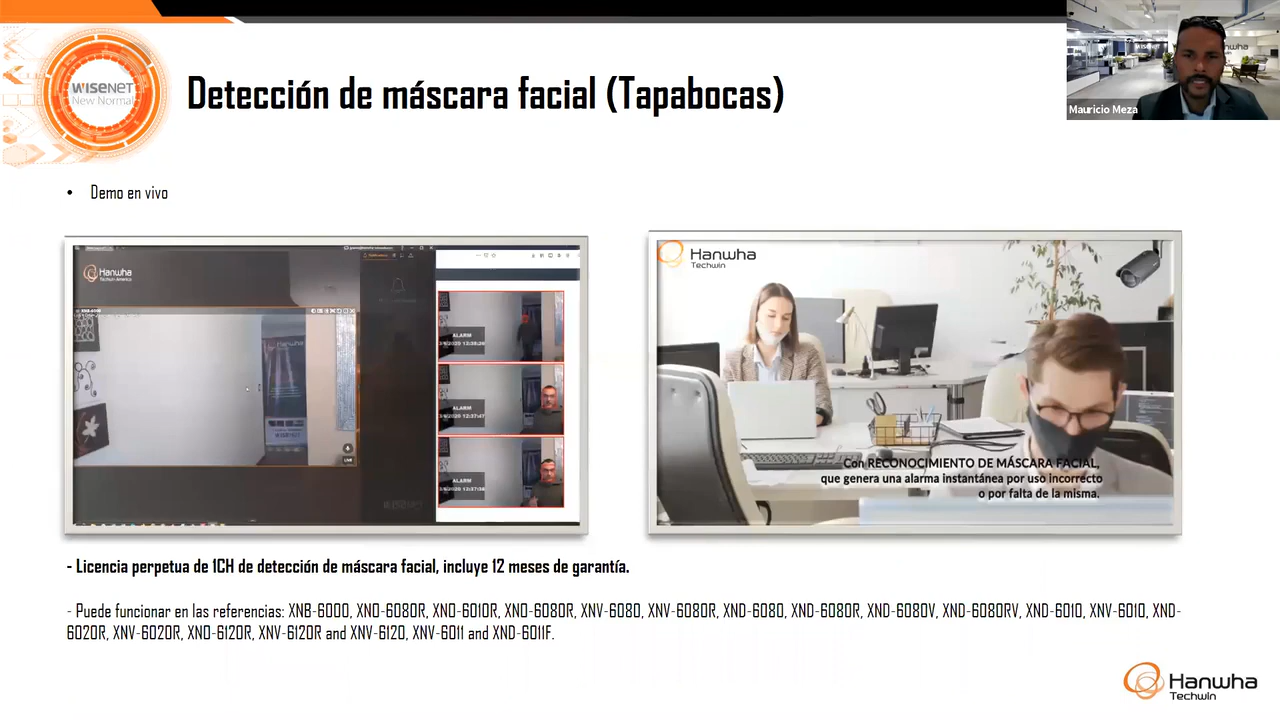 WISENET
New Normal
Detección de máscara facial (Tapabocas)
Mauricio Meza
• Demo en vivo
Hanwha
Techwin America
ALARM
ALARM
ALARM
LIVE
Hanwha
Techwin
Con RECONOCIMIENTO DE MÁSCARA FACIAL,
que genera una alarma instantánea por uso incorrecto
o por falta de la misma.
- Licencia perpetua de 1CH de detección de máscara facial, incluye 12 meses de garantía.
- Puede funcionar en las referencias: XNB-6000, XNO-6080R, XNO-6010R, XNO-6080R, XNV-6080, XNV-6080R, XND-6080, XND-6080R, XND-6080V, XND-6080RV, XND-6010, XNV-6010, XND-
6020R, XNV-6020R, XNO-6120R, XNV-6120R and XNV-6120, XNV-6011 and XND-6011F.
Hanwha
Techwin